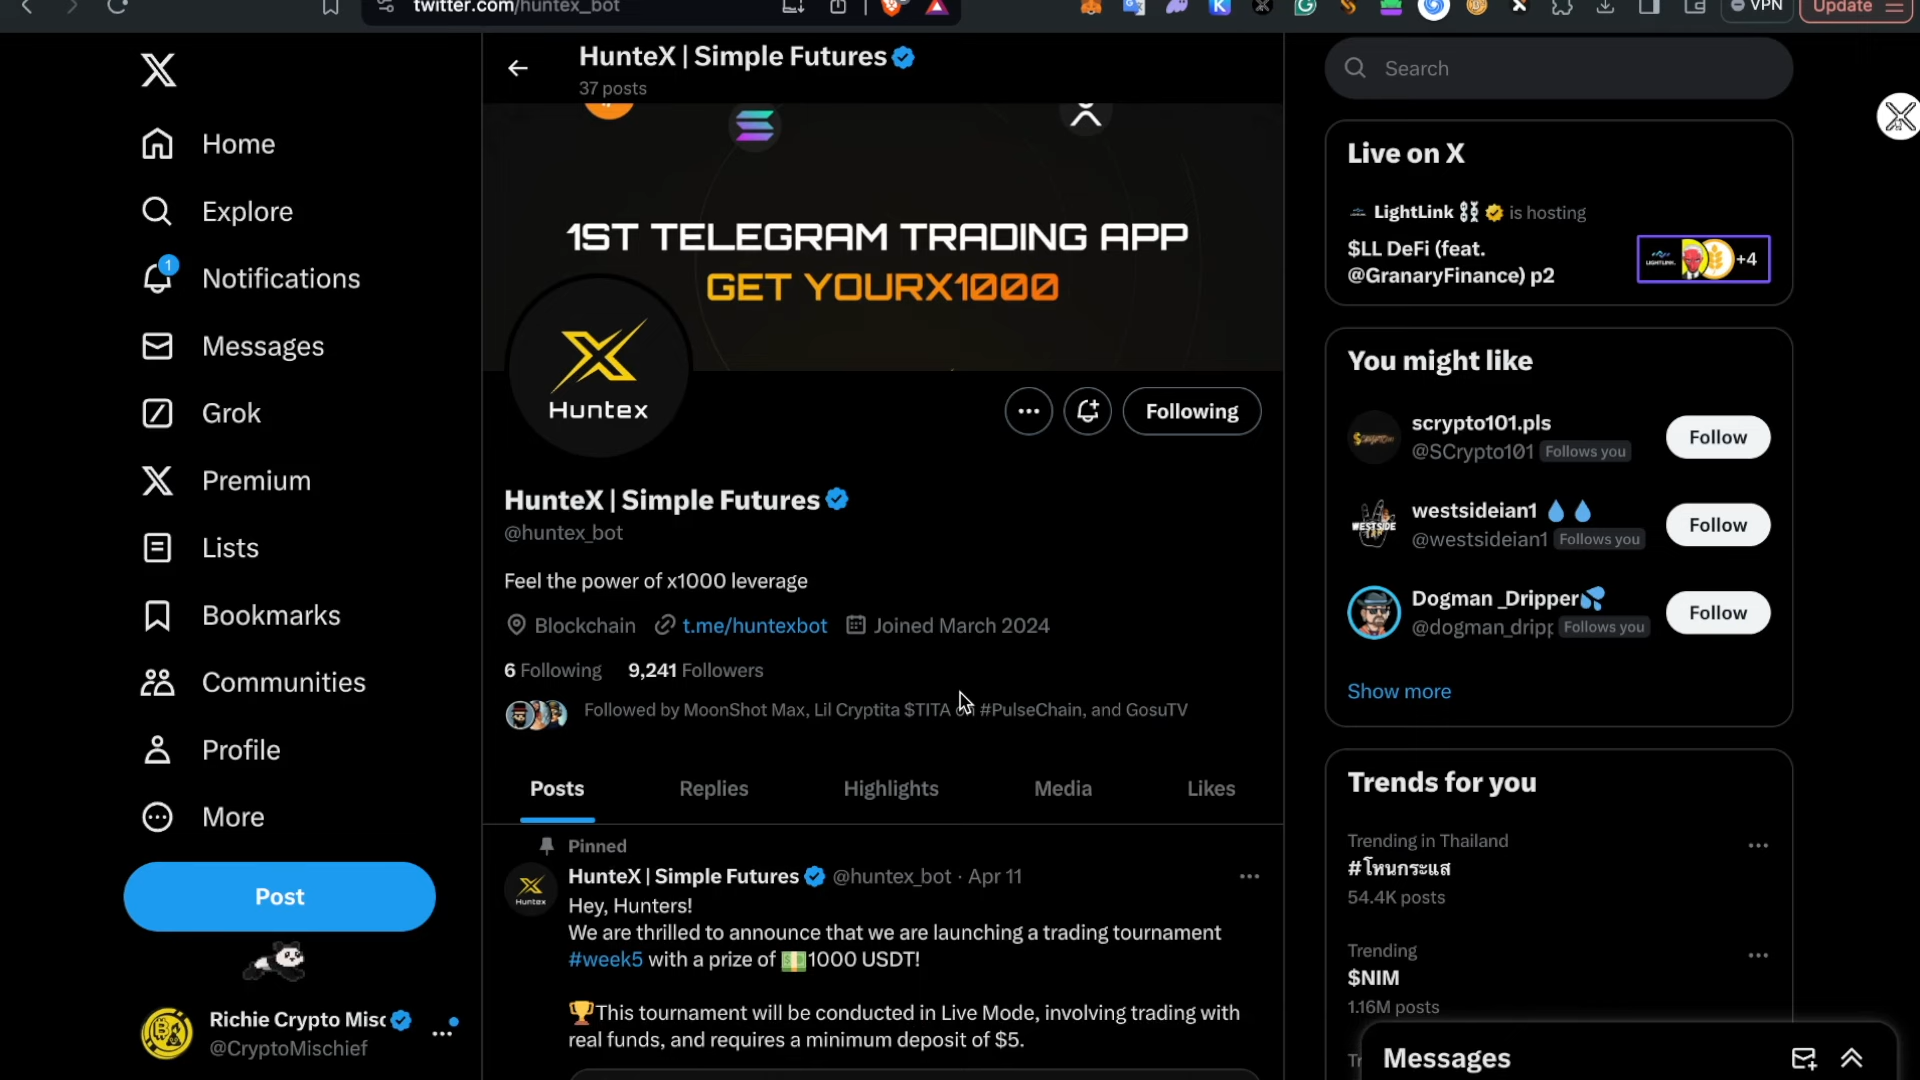 twitter.com/huntex_bot
VPN
Update
HunteX | Simple Futures
37 posts
Search
1ST TELEGRAM TRADING APP
GET YOURX1000
Huntex
Following
HunteX | Simple Futures
@huntex_bot
Feel the power of x1000 leverage
Blockchain t.me/huntexbot Joined March 2024
6 Following 9,241 Followers
Followed by MoonShot Max, Lil Cryptita $TITA on #PulseChain, and GosuTV
Posts Replies Highlights Media Likes
Pinned
HunteX | Simple Futures @huntex_bot · Apr 11
Hey, Hunters!
We are thrilled to announce that we are launching a trading tournament
#week5 with a prize of 💵1000 USDT!
🏆This tournament will be conducted in Live Mode, involving trading with
real funds, and requires a minimum deposit of $5.
Huntex
Home
Explore
1
Notifications
Messages
Grok
Premium
Lists
Bookmarks
Communities
Profile
More
Post
Richie Crypto Misc
@CryptoMischief
Live on X
LightLink ⛓ is hosting
$LL DeFi (feat.
@GranaryFinance) p2
LIGHTLINK
+4
You might like
scrypto101.pls
@SCrypto101 Follows you
Follow
westsideian1 💧 💧
@westsideian1 Follows you
Follow
WESTSIDE
Dogman _Dripper💦
@dogman_dripp Follows you
Follow
Show more
Trends for you
Trending in Thailand
#โหนกระแส
54.4K posts
Trending
$NIM
1.16M posts
Messages